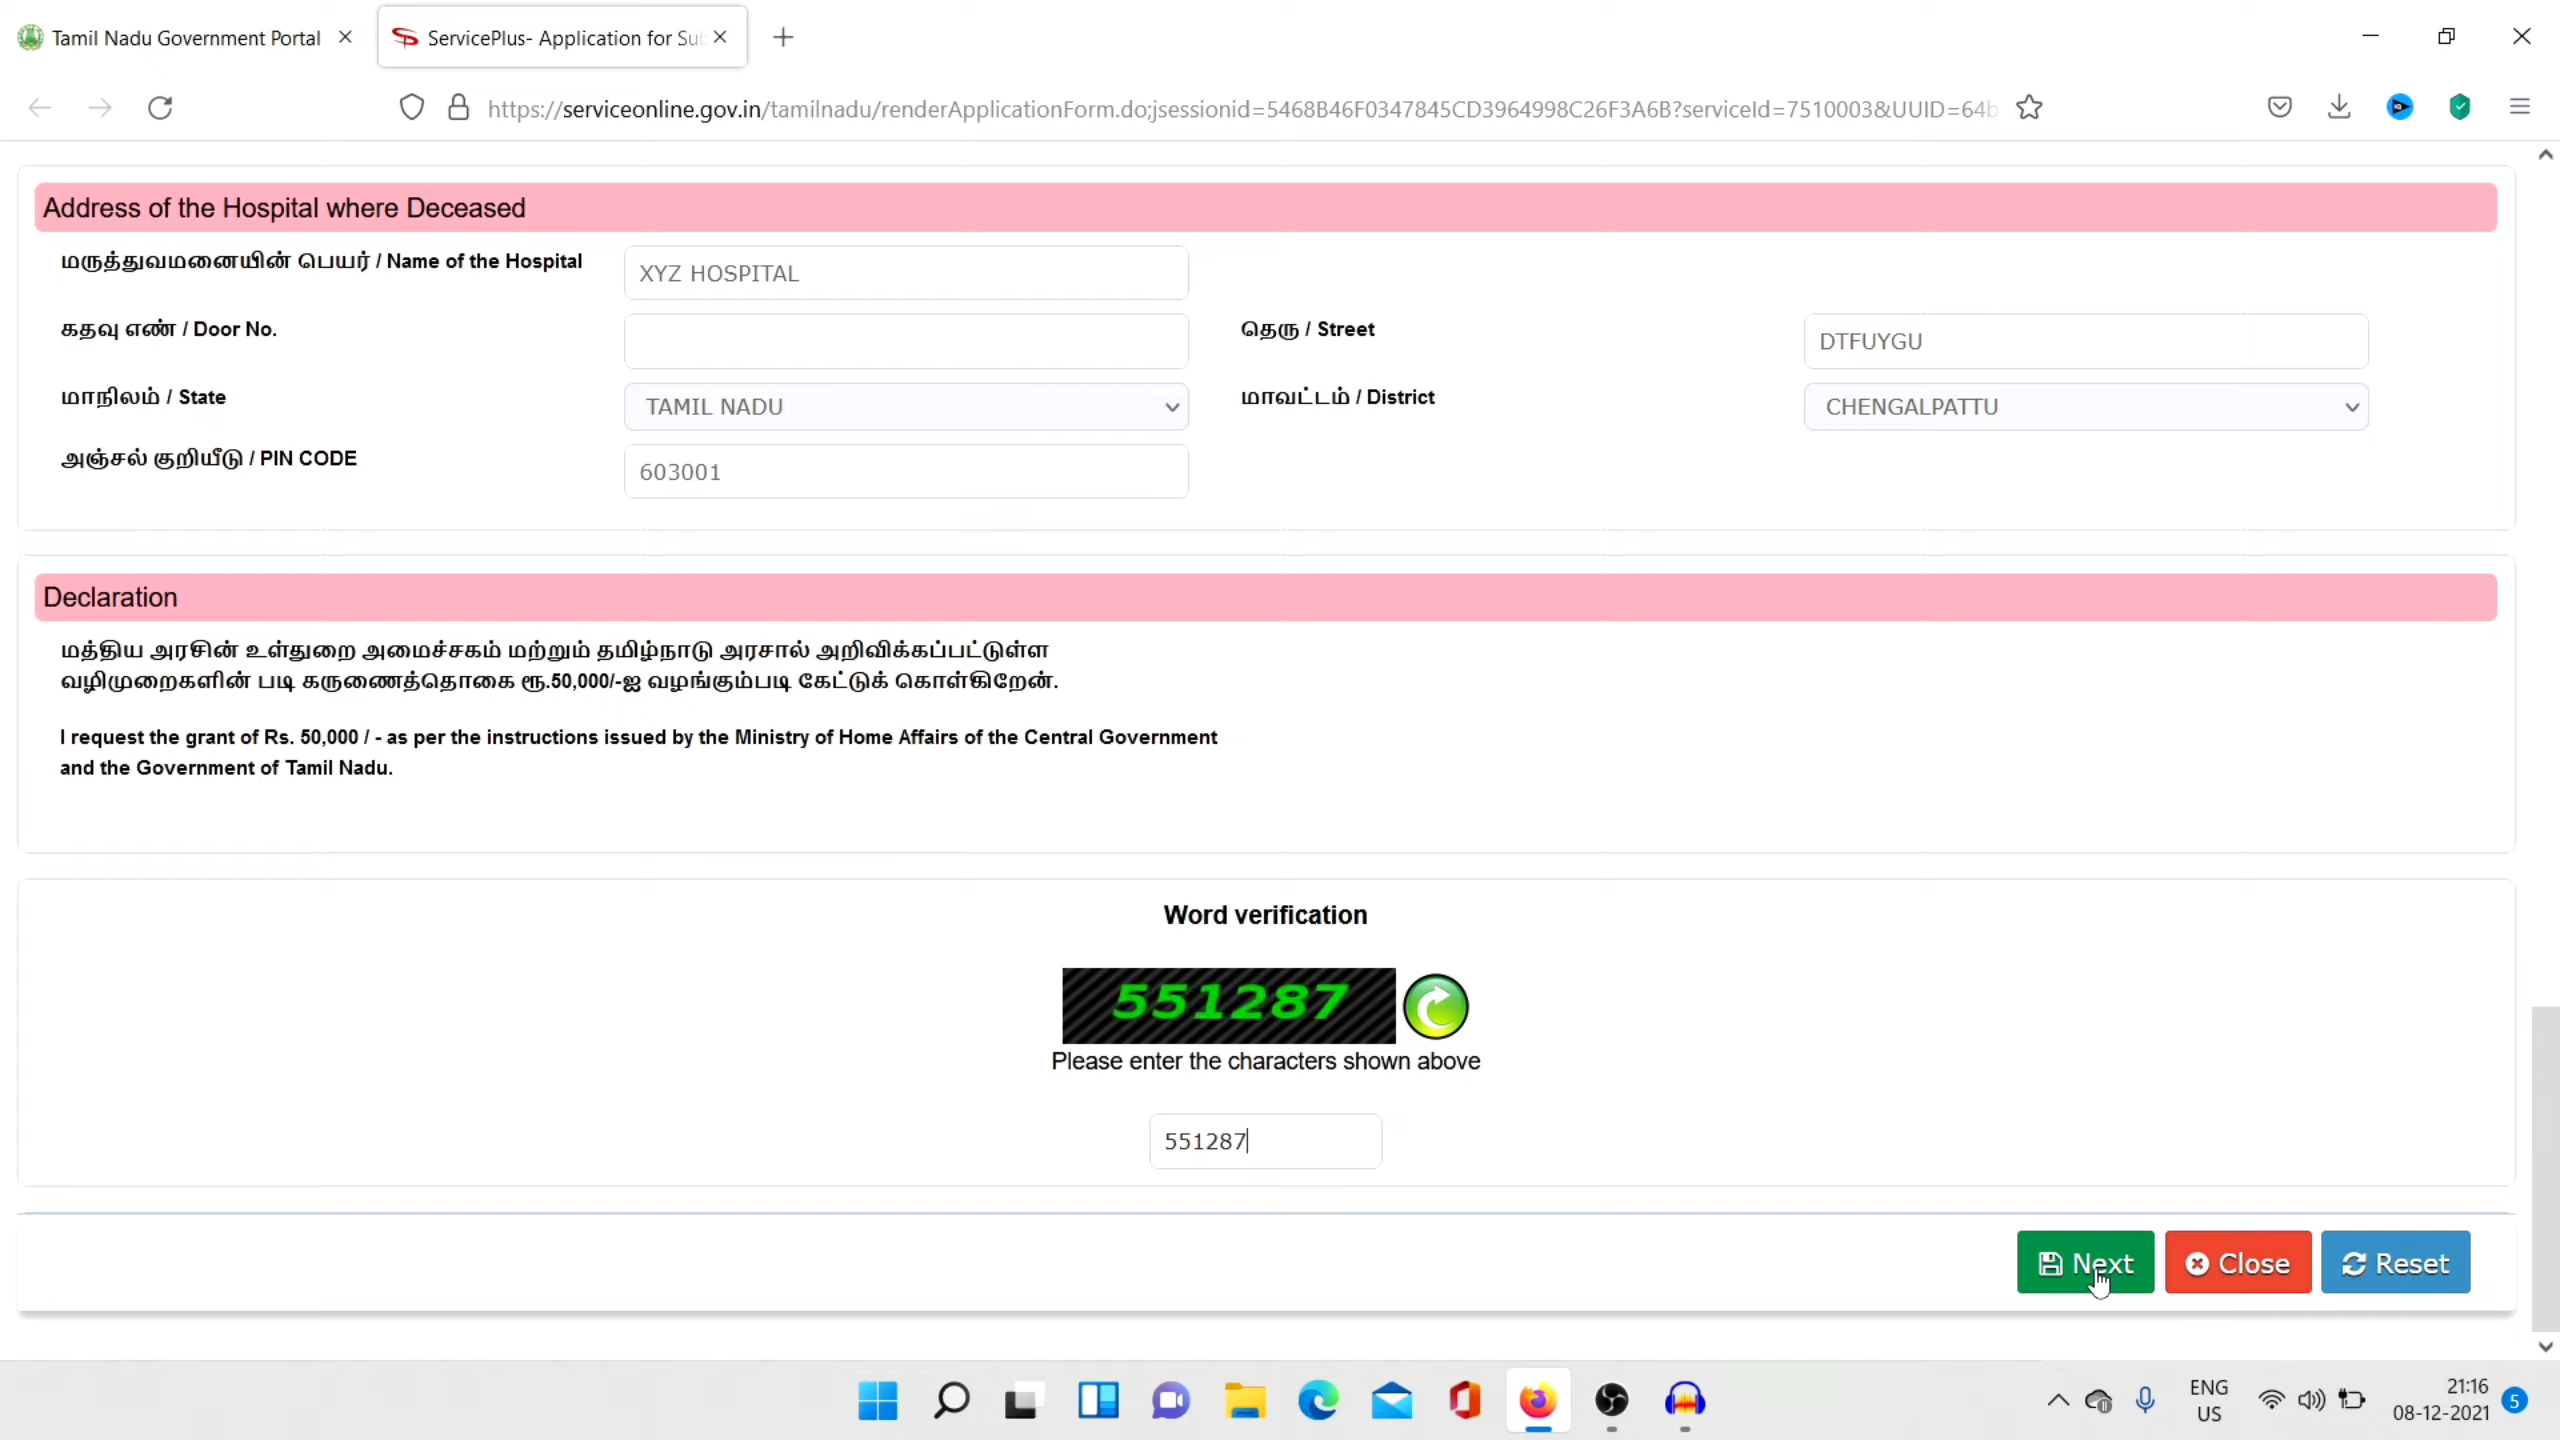 Tamil Nadu Government Portal
ServicePlus- Application for Sub
https://serviceonline.gov.in/tamilnadu/renderApplicationForm.do;jsessionid=5468B46F0347845CD3964998C26F3A6B?serviceId=7510003&UUID=64b
Address of the Hospital where Deceased
மருத்துவமனையின் பெயர் / Name of the Hospital XYZ HOSPITAL
கதவு எண் / Door No. தெரு / Street DTFUYGU
மாநிலம் / State TAMIL NADU மாவட்டம் / District CHENGALPATTU
அஞ்சல் குறியீடு / PIN CODE 603001
Declaration
மத்திய அரசின் உள்துறை அமைச்சகம் மற்றும் தமிழ்நாடு அரசால் அறிவிக்கப்பட்டுள்ள
வழிமுறைகளின் படி கருணைத்தொகை ரூ.50,000/-ஐ வழங்கும்படி கேட்டுக் கொள்கிறேன்.
I request the grant of Rs. 50,000 / - as per the instructions issued by the Ministry of Home Affairs of the Central Government
and the Government of Tamil Nadu.
Word verification
551287
Please enter the characters shown above
551287
Next Close Reset
ENG 21:16
US 08-12-2021 5